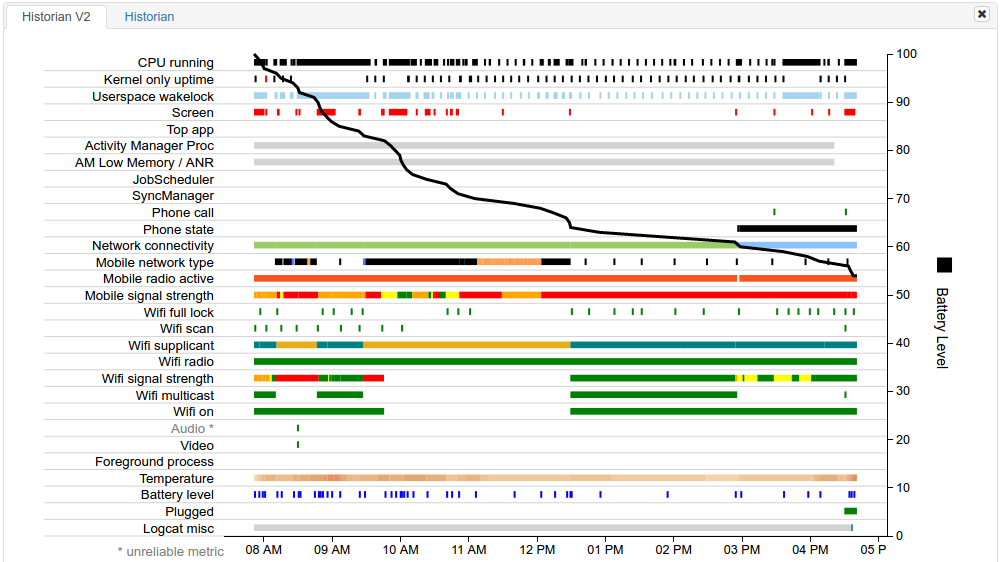 Historian V2
Historian
✖
CPU running
Kernel only uptime
Userspace wakelock
Screen
Top app
Activity Manager Proc
AM Low Memory / ANR
JobScheduler
SyncManager
Phone call
Phone state
Network connectivity
Mobile network type
Mobile radio active
Mobile signal strength
Wifi full lock
Wifi scan
Wifi supplicant
Wifi radio
Wifi signal strength
Wifi multicast
Wifi on
Audio *
Video
Foreground process
Temperature
Battery level
Plugged
Logcat misc
* unreliable metric
08 AM 09 AM 10 AM 11 AM 12 PM 01 PM 02 PM 03 PM 04 PM 05 P
100
90
80
70
60
50
40
30
20
10
0
Battery Level